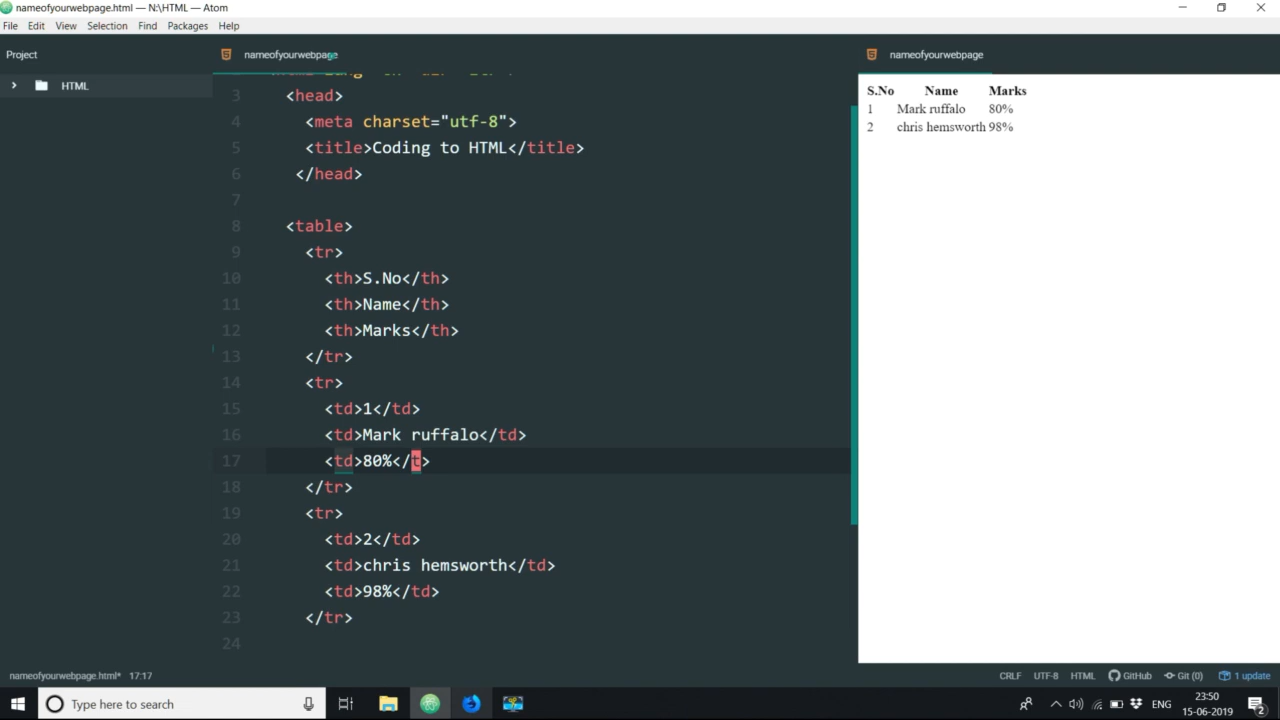 nameofyourwebpage.html — N:\HTML — Atom
File Edit View Selection Find Packages Help
Project
HTML
nameofyourwebpage
3 <head>
4 <meta charset="utf-8">
5 <title>Coding to HTML</title>
6 </head>
7
8 <table>
9 <tr>
10 <th>S.No</th>
11 <th>Name</th>
12 <th>Marks</th>
13 </tr>
14 <tr>
15 <td>1</td>
16 <td>Mark ruffalo</td>
17 <td>80%</t>
18 </tr>
19 <tr>
20 <td>2</td>
21 <td>chris hemsworth</td>
22 <td>98%</td>
23 </tr>
24
nameofyourwebpage
S.No Name Marks
1 Mark ruffalo 80%
2 chris hemsworth 98%
nameofyourwebpage.html* 17:17
CRLF UTF-8 HTML GitHub Git (0) 1 update
Type here to search
ENG
23:50
15-06-2019
2